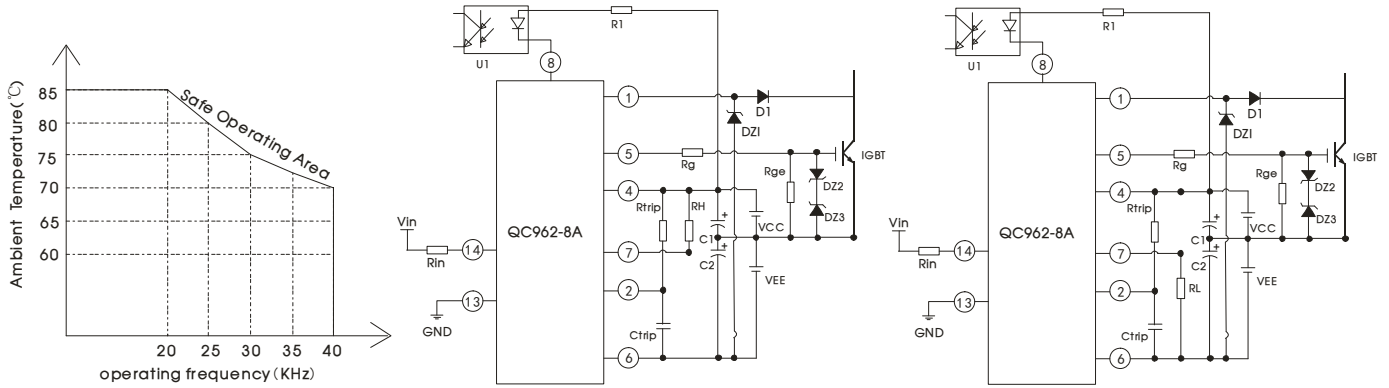 Ambient Temperature(℃)
85
80
75
70
65
60
Safe Operating Area
20 25 30 35 40
operating frequency(KHz)
U1
R1
8
1
D1
DZ1
5
Rg
Rge
IGBT
DZ2
DZ3
4
Rtrip
RH
+
C1
VCC
QC962-8A
Vin
Rin
14
7
+
C2
VEE
2
13
GND
Ctrip
6
U1
R1
8
1
D1
DZ1
5
Rg
Rge
IGBT
DZ2
DZ3
4
Rtrip
+
C1
VCC
QC962-8A
Vin
Rin
14
7
+
C2
RL
VEE
2
13
GND
Ctrip
6